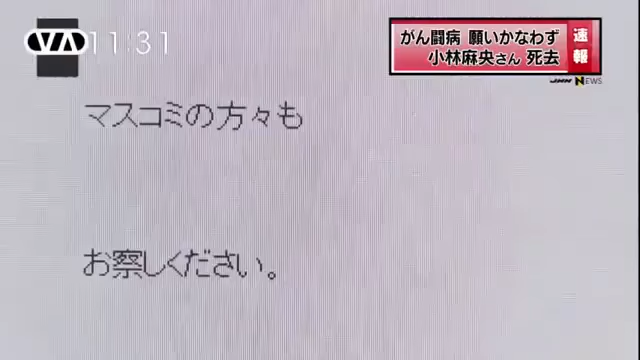 11:31
がん闘病 願いかなわず
小林麻央さん 死去
速報
JNN NEWS
マスコミの方々も
お察しください。